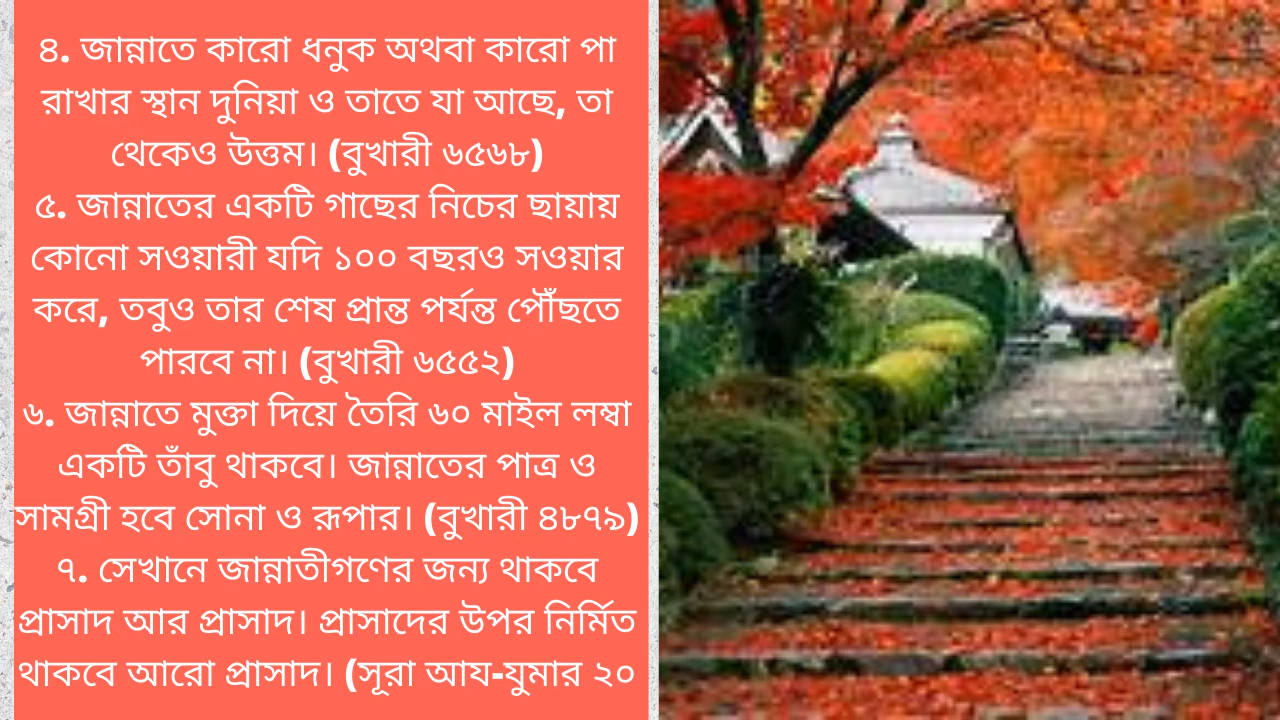 ৪. জান্নাতে কারো ধনুক অথবা কারো পা
রাখার স্থান দুনিয়া ও তাতে যা আছে, তা
থেকেও উত্তম। (বুখারী ৬৫৬৮)
৫. জান্নাতের একটি গাছের নিচের ছায়ায়
কোনো সওয়ারী যদি ১০০ বছরও সওয়ার
করে, তবুও তার শেষ প্রান্ত পর্যন্ত পৌঁছতে
পারবে না। (বুখারী ৬৫৫২)
৬. জান্নাতে মুক্তা দিয়ে তৈরি ৬০ মাইল লম্বা
একটি তাঁবু থাকবে। জান্নাতের পাত্র ও
সামগ্রী হবে সোনা ও রূপার। (বুখারী ৪৮৭৯)
৭. সেখানে জান্নাতীগণের জন্য থাকবে
প্রাসাদ আর প্রাসাদ। প্রাসাদের উপর নির্মিত
থাকবে আরো প্রাসাদ। (সূরা আয-যুমার ২০